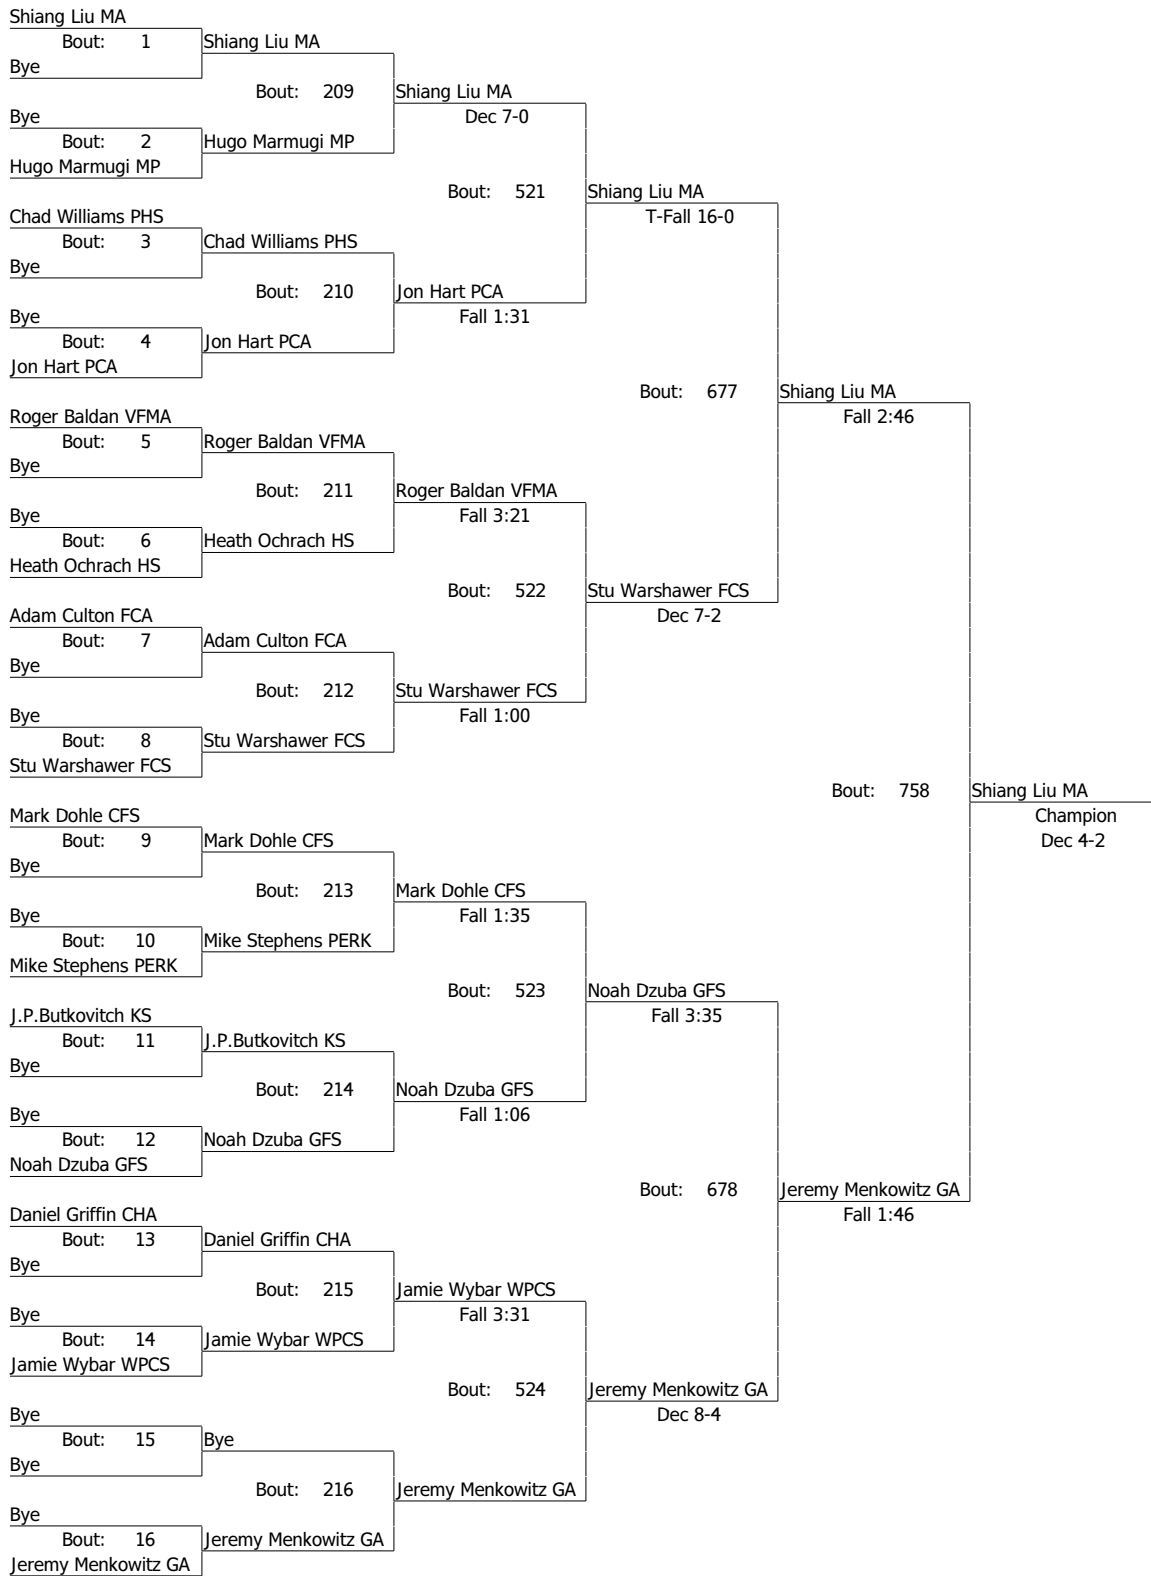 Shiang Liu MA
Bout: 1 Shiang Liu MA
Bye
Bout: 209 Shiang Liu MA
Bye Dec 7-0
Bout: 2 Hugo Marmugi MP
Hugo Marmugi MP
Bout: 521 Shiang Liu MA
Chad Williams PHS T-Fall 16-0
Bout: 3 Chad Williams PHS
Bye
Bout: 210 Jon Hart PCA
Bye Fall 1:31
Bout: 4 Jon Hart PCA
Jon Hart PCA
Bout: 677 Shiang Liu MA
Roger Baldan VFMA Fall 2:46
Bout: 5 Roger Baldan VFMA
Bye
Bout: 211 Roger Baldan VFMA
Bye Fall 3:21
Bout: 6 Heath Ochrach HS
Heath Ochrach HS
Bout: 522 Stu Warshawer FCS
Adam Culton FCA Dec 7-2
Bout: 7 Adam Culton FCA
Bye
Bout: 212 Stu Warshawer FCS
Bye Fall 1:00
Bout: 8 Stu Warshawer FCS
Stu Warshawer FCS
Bout: 758 Shiang Liu MA
Mark Dohle CFS Champion
Bout: 9 Mark Dohle CFS Dec 4-2
Bye
Bout: 213 Mark Dohle CFS
Bye Fall 1:35
Bout: 10 Mike Stephens PERK
Mike Stephens PERK
Bout: 523 Noah Dzuba GFS
J.P.Butkovitch KS Fall 3:35
Bout: 11 J.P.Butkovitch KS
Bye
Bout: 214 Noah Dzuba GFS
Bye Fall 1:06
Bout: 12 Noah Dzuba GFS
Noah Dzuba GFS
Bout: 678 Jeremy Menkowitz GA
Daniel Griffin CHA Fall 1:46
Bout: 13 Daniel Griffin CHA
Bye
Bout: 215 Jamie Wybar WPCS
Bye Fall 3:31
Bout: 14 Jamie Wybar WPCS
Jamie Wybar WPCS
Bout: 524 Jeremy Menkowitz GA
Bye Dec 8-4
Bout: 15 Bye
Bye
Bout: 216 Jeremy Menkowitz GA
Bye
Bout: 16 Jeremy Menkowitz GA
Jeremy Menkowitz GA